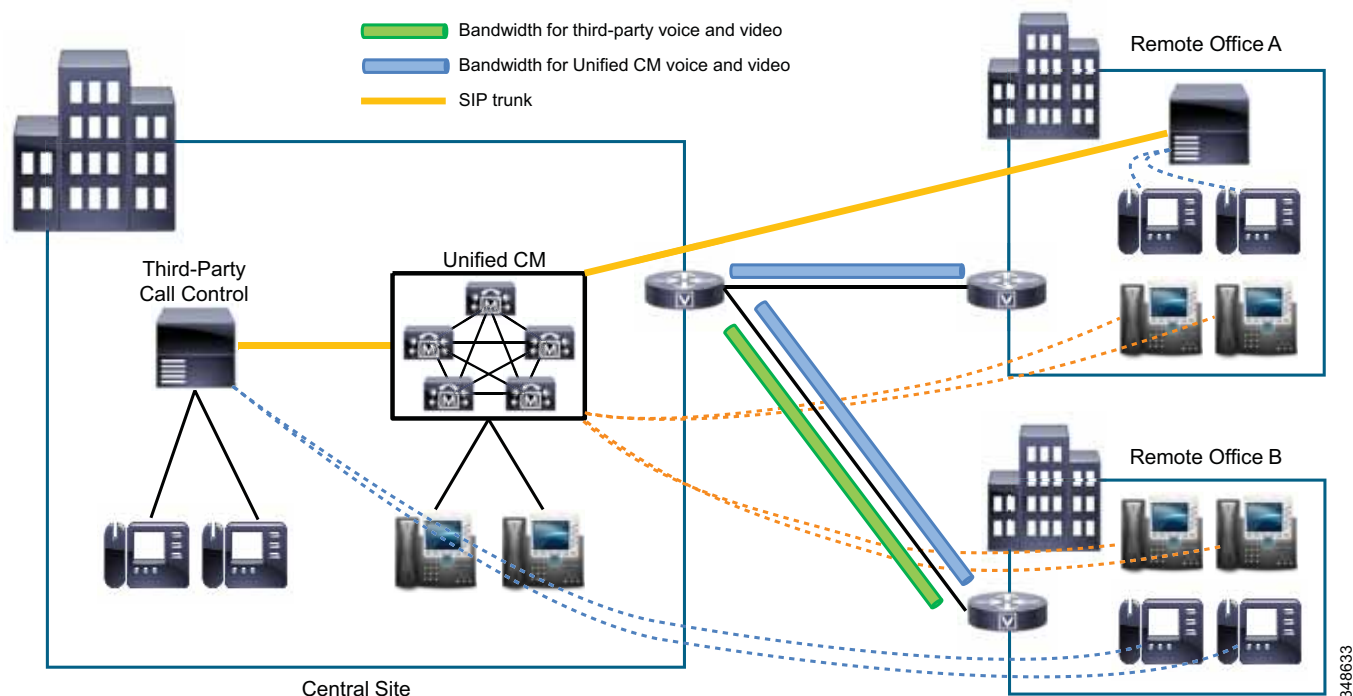 Bandwidth for third-party voice and video
Bandwidth for Unified CM voice and video
SIP trunk
Remote Office A
Third-Party
Call Control
Unified CM
M
M
M
M
M
V
V
Remote Office B
V
Central Site
348633